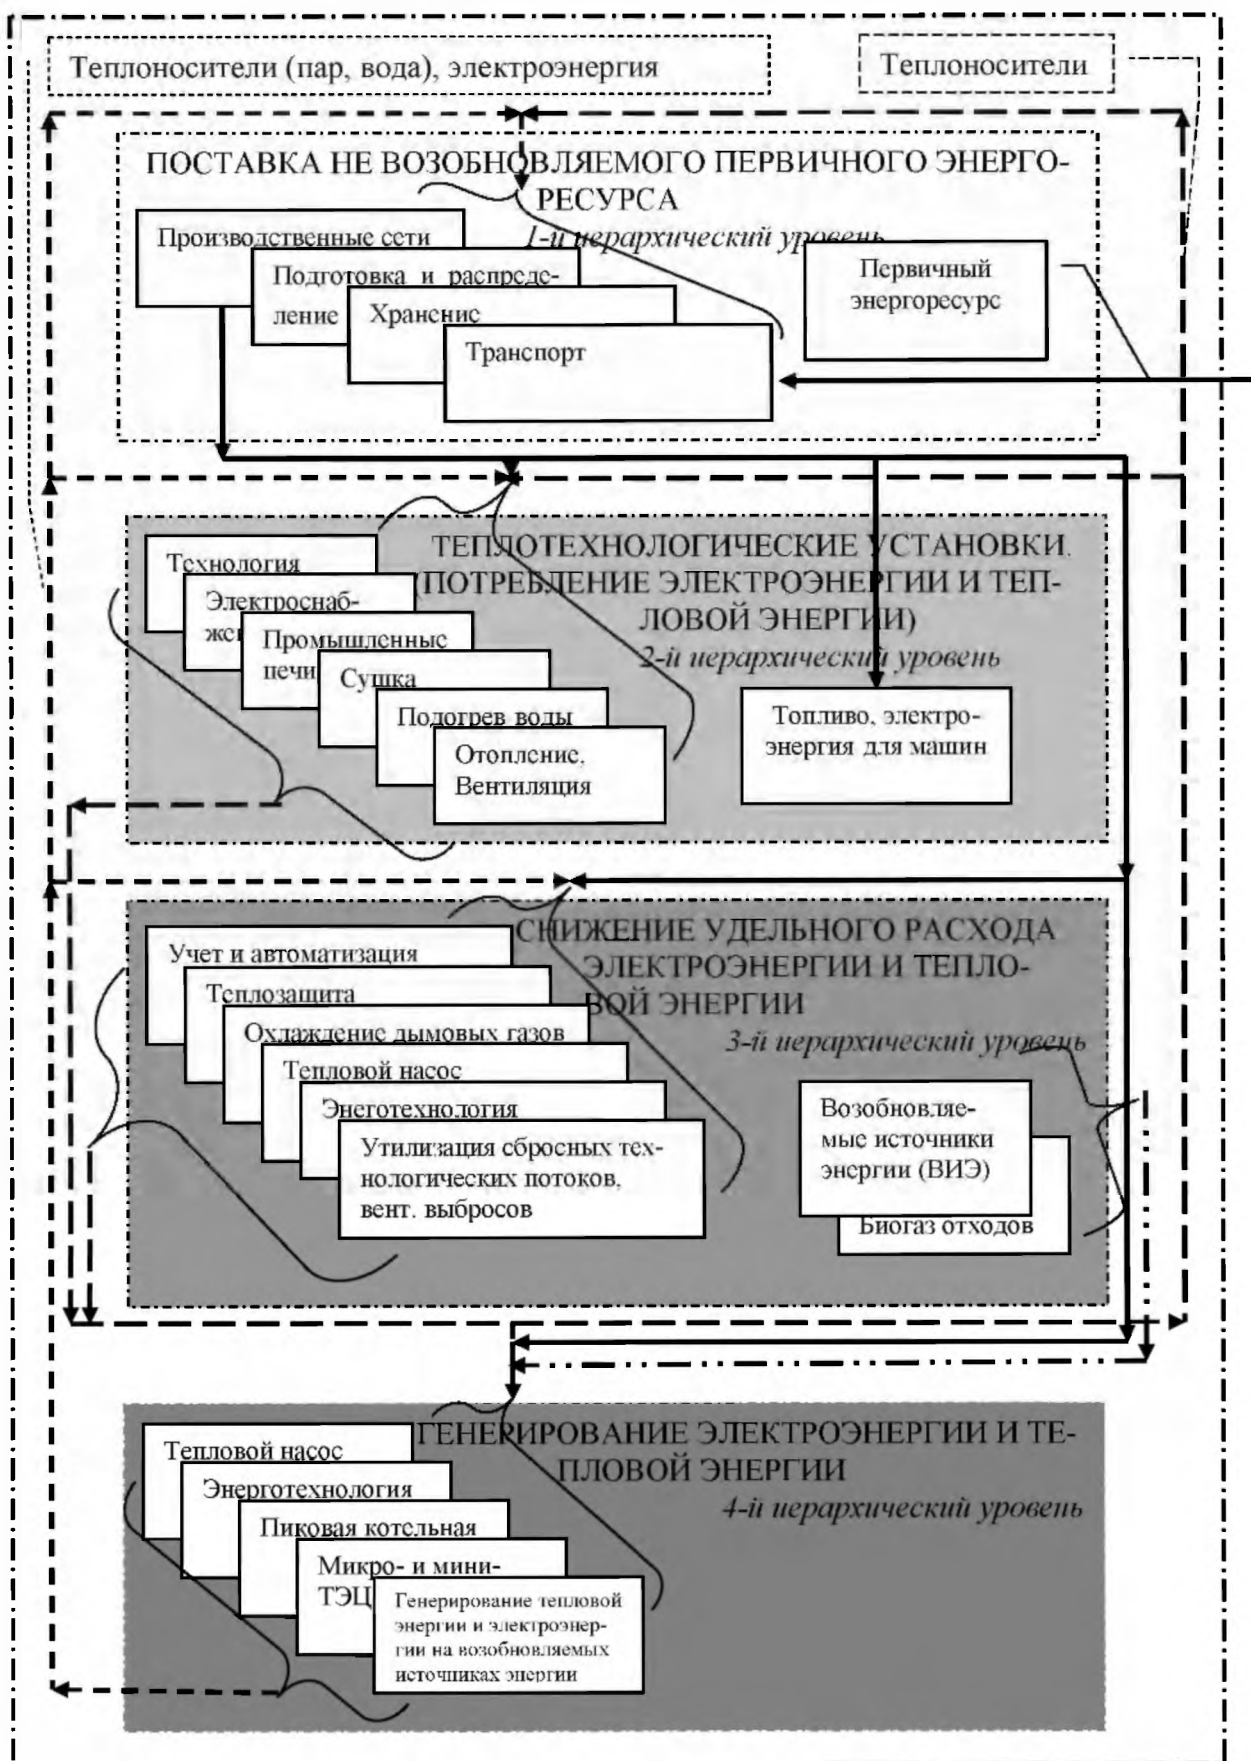 Теплоносители (пар, вода), электроэнергия
Теплоносители
ПОСТАВКА НЕ ВОЗОБНОВЛЯЕМОГО ПЕРВИЧНОГО ЭНЕРГО-
РЕСУРСА
1-й иерархический уровень
Производственные сети
Подготовка и распреде-
ление
Хранение
Транспорт
Первичный
энергоресурс
ТЕПЛОТЕХНОЛОГИЧЕСКИЕ УСТАНОВКИ.
(ПОТРЕБЛЕНИЕ ЭЛЕКТРОЭНЕРГИИ И ТЕП-
ЛОВОЙ ЭНЕРГИИ)
2-й иерархический уровень
Технология
Электроснаб-
Промышленные
печи
Сушка
Подогрев воды
Отопление.
Вентиляция
Топливо, электро-
энергия для машин
СНИЖЕНИЕ УДЕЛЬНОГО РАСХОДА
ЭЛЕКТРОЭНЕРГИИ И ТЕПЛО-
ВОЙ ЭНЕРГИИ
3-й иерархический уровень
Учет и автоматизация
Теплозащита
Охлаждение дымовых газов
Тепловой насос
Энеготехнология
Утилизация сбросных тех-
нологических потоков,
вент. выбросов
Возобновляе-
мые источники
энергии (ВИЭ)
Биогаз отходов
ГЕНЕРИРОВАНИЕ ЭЛЕКТРОЭНЕРГИИ И ТЕ-
ПЛОВОЙ ЭНЕРГИИ
4-й иерархический уровень
Тепловой насос
Энерготехнология
Пиковая котельная
Микро- и мини-
ТЭЦ
Генерирование тепловой
энергии и электроэнер-
гии на возобновляемых
источниках энергии